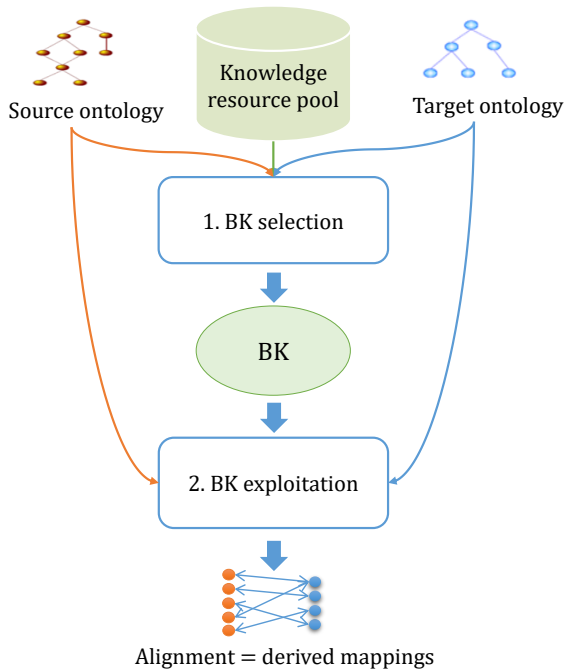 Knowledge
resource pool
Source ontology
Target ontology
1. BK selection
BK
2. BK exploitation
Alignment = derived mappings